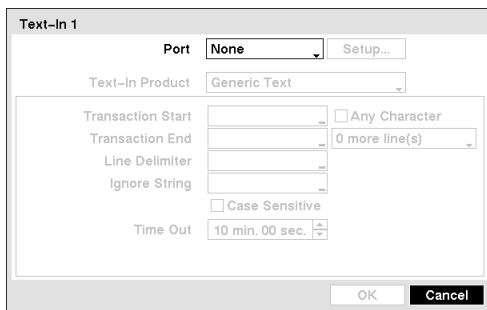 Text-In 1
Port None Setup...
Text-In Product Generic Text
Transaction Start Any Character
Transaction End 0 more line(s)
Line Delimiter
Ignore String
Case Sensitive
Time Out 10 min. 00 sec.
OK Cancel